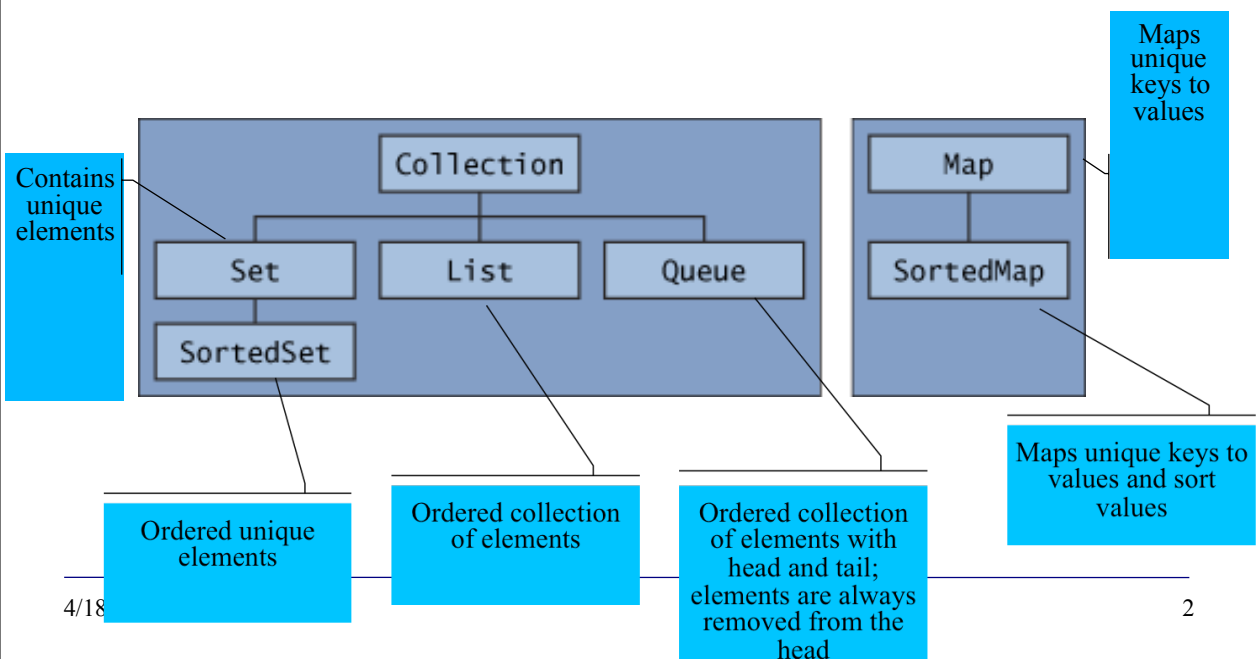 Maps
unique
keys to
values
Collection
Map
Contains
unique
elements
Set
List
Queue
SortedMap
SortedSet
Maps unique keys to
values and sort
values
Ordered unique
elements
Ordered collection
of elements
Ordered collection
of elements with
head and tail;
elements are always
removed from the
head
4/18
2